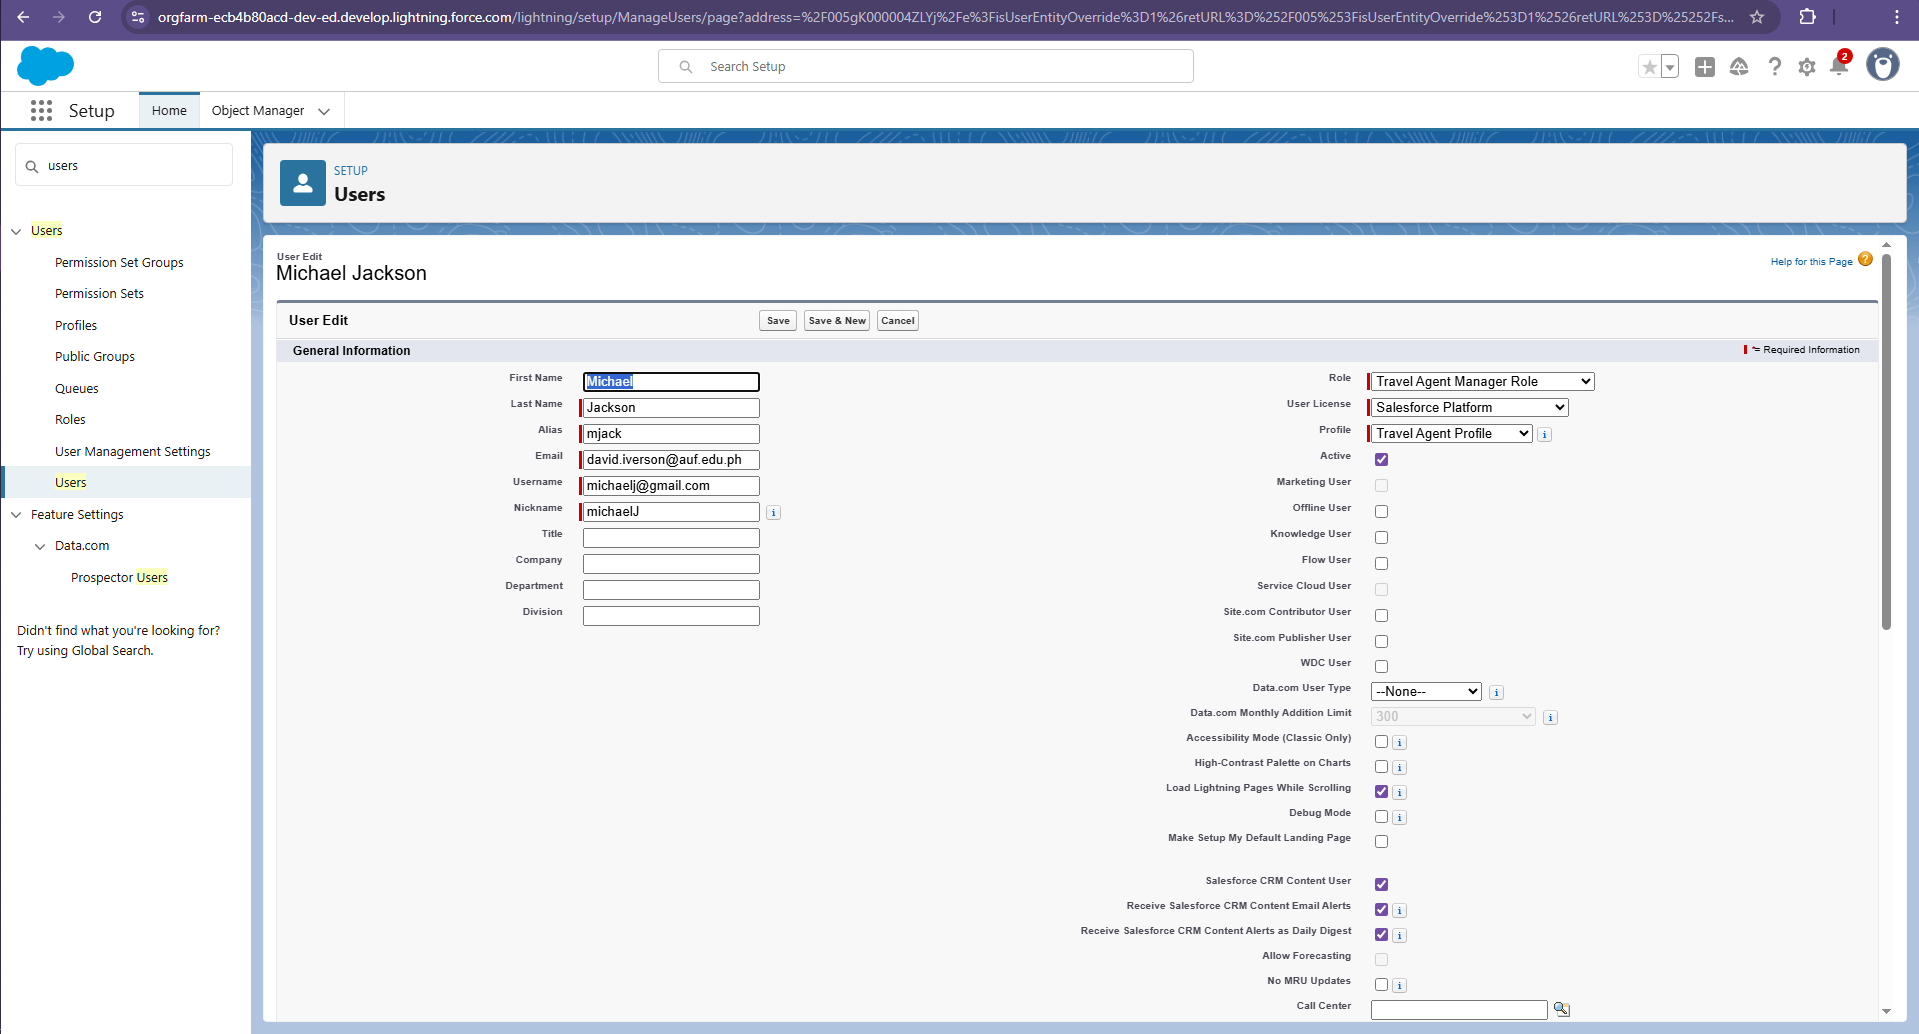 orgfarm-ecb4b80acd-dev-ed.develop.lightning.force.com/lightning/setup/ManageUsers/page?address=%2F005gK000004ZLYj%2Fe%3FisUserEntityOverride%3D1%26retURL%3D%252F005%253FisUserEntityOverride%253D1%2526retURL%253D%25252Fs...
Search Setup
2
Setup
Home
Object Manager
users
SETUP
Users
Users
Permission Set Groups
Permission Sets
Profiles
Public Groups
Queues
Roles
User Management Settings
Users
Feature Settings
Data.com
Prospector Users
Didn't find what you're looking for?
Try using Global Search.
User Edit
Michael Jackson
Help for this Page ?
User Edit
Save
Save & New
Cancel
General Information
= Required Information
First Name Michael
Last Name Jackson
Alias mjack
Email david.iverson@auf.edu.ph
Username michaelj@gmail.com
Nickname michaelJ i
Title
Company
Department
Division
Role Travel Agent Manager Role
User License Salesforce Platform
Profile Travel Agent Profile i
Active
Marketing User
Offline User
Knowledge User
Flow User
Service Cloud User
Site.com Contributor User
Site.com Publisher User
WDC User
Data.com User Type --None-- i
Data.com Monthly Addition Limit 300 i
Accessibility Mode (Classic Only) i
High-Contrast Palette on Charts i
Load Lightning Pages While Scrolling i
Debug Mode i
Make Setup My Default Landing Page
Salesforce CRM Content User
Receive Salesforce CRM Content Email Alerts i
Receive Salesforce CRM Content Alerts as Daily Digest i
Allow Forecasting
No MRU Updates i
Call Center